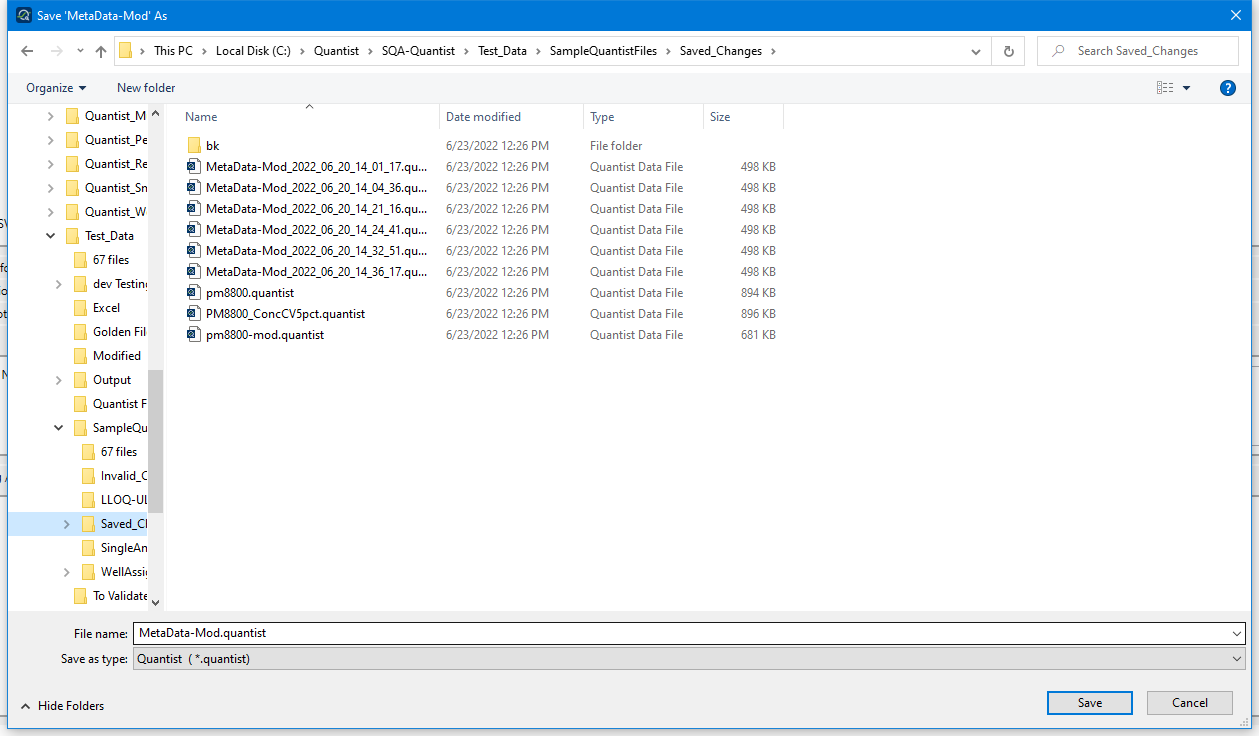 Save 'MetaData-Mod' As
This PC > Local Disk (C:) > Quantist > SQA-Quantist > Test_Data > SampleQuantistFiles > Saved_Changes >
Search Saved_Changes
Organize
New folder
Quantist_M
Quantist_Pe
Quantist_Re
Quantist_Sn
Quantist_W
Test_Data
67 files
dev Testing
Excel
Golden Fil
Modified
Output
Quantist F
SampleQu
67 files
Invalid_C
LLOQ-UL
Saved_Cl
SingleAn
WellAssig
To Validate
Name Date modified Type Size
bk 6/23/2022 12:26 PM File folder
MetaData-Mod_2022_06_20_14_01_17.qu... 6/23/2022 12:26 PM Quantist Data File 498 KB
MetaData-Mod_2022_06_20_14_04_36.qu... 6/23/2022 12:26 PM Quantist Data File 498 KB
MetaData-Mod_2022_06_20_14_21_16.qu... 6/23/2022 12:26 PM Quantist Data File 498 KB
MetaData-Mod_2022_06_20_14_24_41.qu... 6/23/2022 12:26 PM Quantist Data File 498 KB
MetaData-Mod_2022_06_20_14_32_51.qu... 6/23/2022 12:26 PM Quantist Data File 498 KB
MetaData-Mod_2022_06_20_14_36_17.qu... 6/23/2022 12:26 PM Quantist Data File 498 KB
pm8800.quantist 6/23/2022 12:26 PM Quantist Data File 894 KB
PM8800_ConcCV5pct.quantist 6/23/2022 12:26 PM Quantist Data File 896 KB
pm8800-mod.quantist 6/23/2022 12:26 PM Quantist Data File 681 KB
File name: MetaData-Mod.quantist
Save as type: Quantist ( *.quantist)
Hide Folders
Save
Cancel